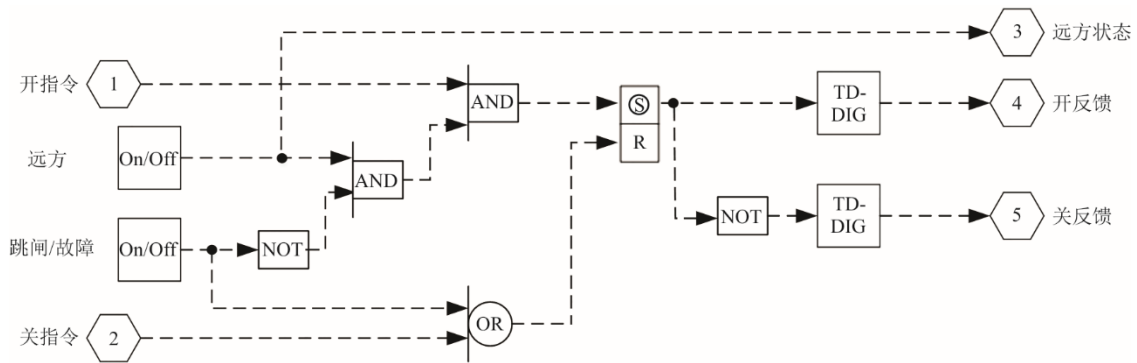 3 远方状态
开指令 1
AND
Ⓢ
TD-
DIG
4 开反馈
R
远方 On/Off
AND
NOT
TD-
DIG
5 关反馈
跳闸/故障 On/Off
NOT
关指令 2
OR